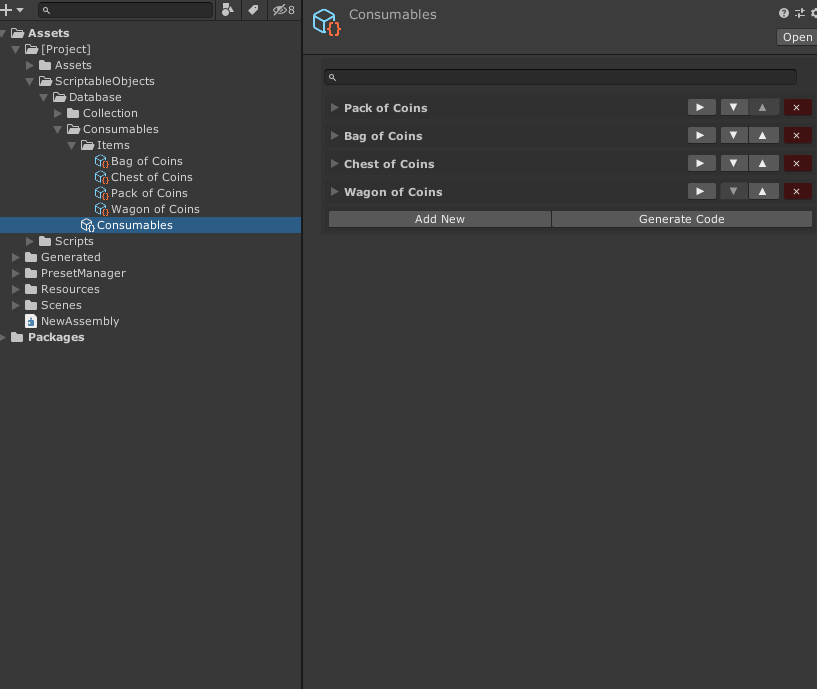 8
Assets
[Project]
Assets
ScriptableObjects
Database
Collection
Consumables
Items
Bag of Coins
Chest of Coins
Pack of Coins
Wagon of Coins
Consumables
Scripts
Generated
PresetManager
Resources
Scenes
NewAssembly
Packages
Consumables
Open
Pack of Coins
Bag of Coins
Chest of Coins
Wagon of Coins
Add New Generate Code